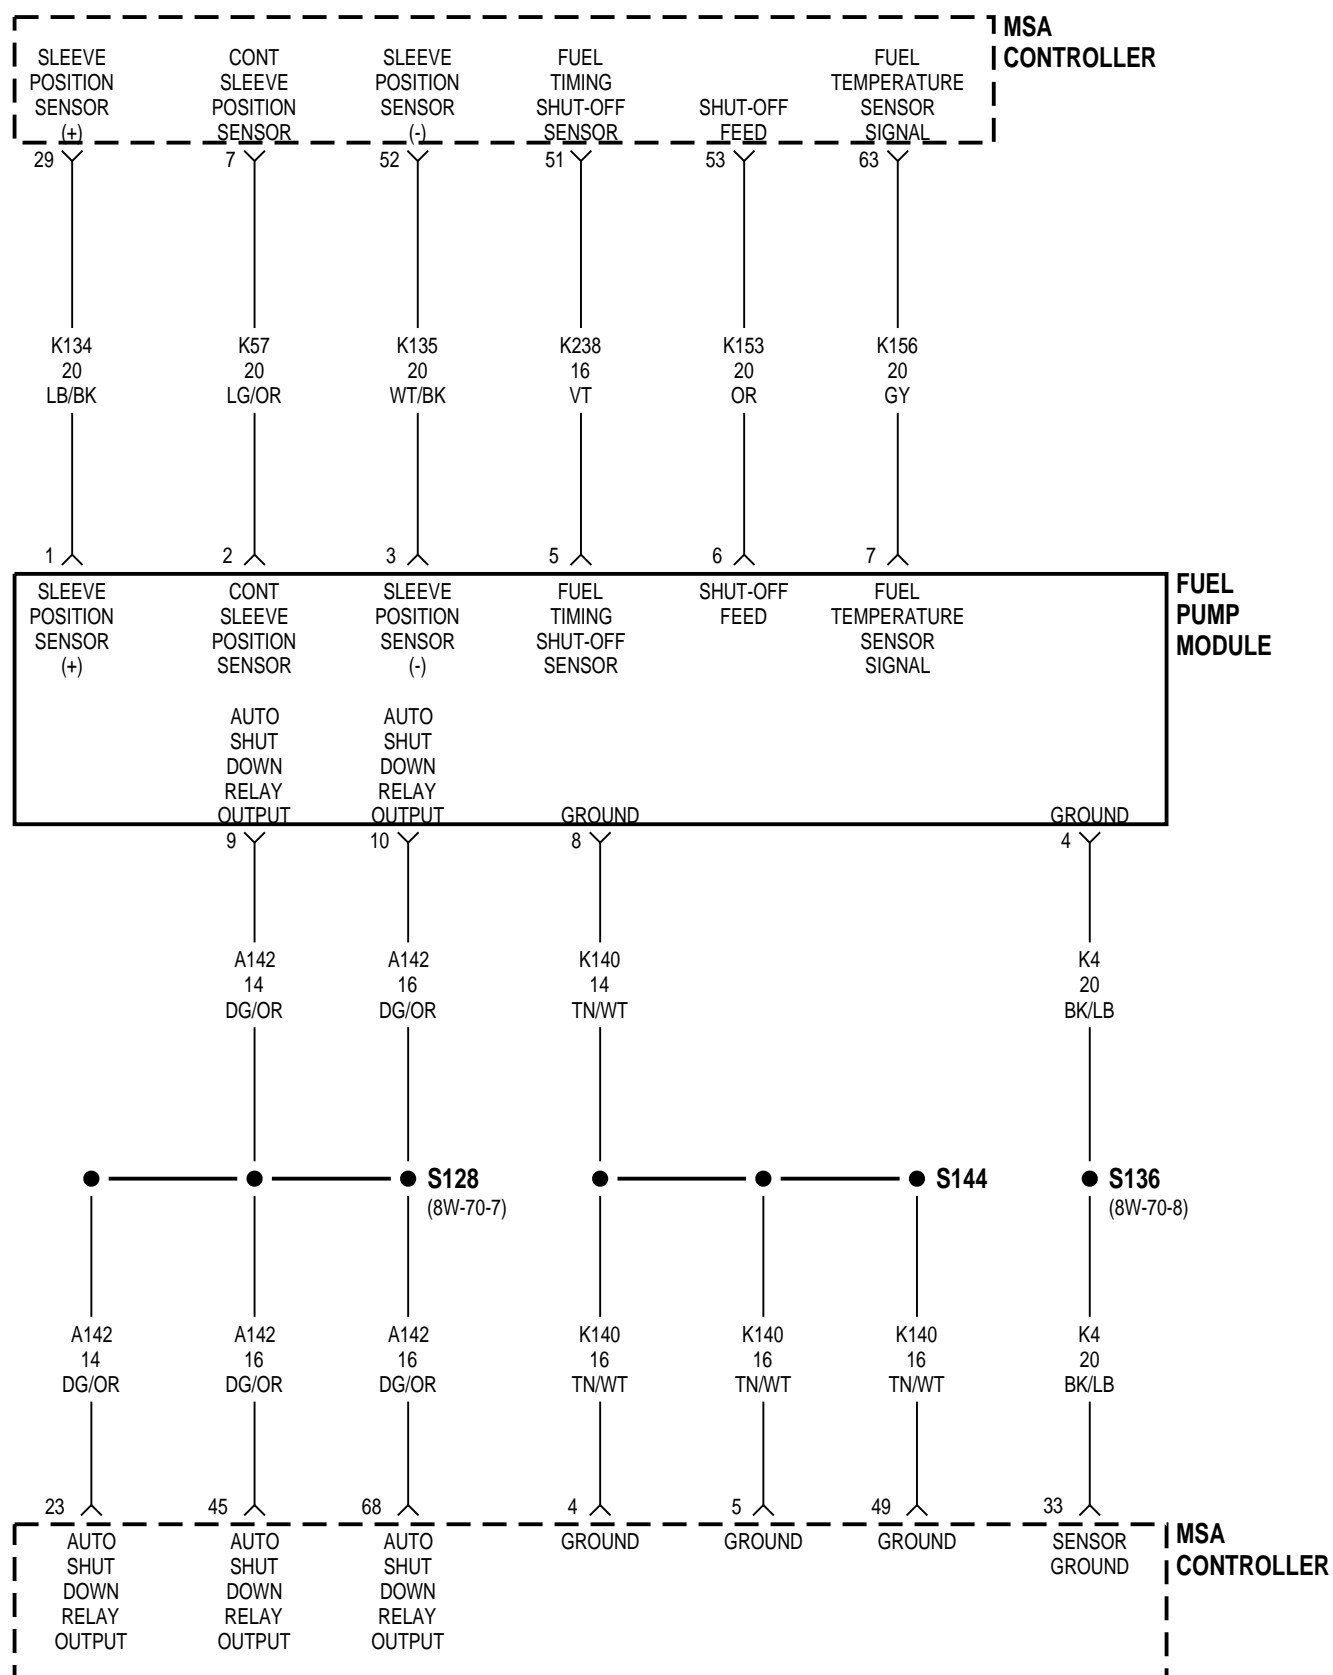 MSA
CONTROLLER
SLEEVE
POSITION
SENSOR
(+)
CONT
SLEEVE
POSITION
SENSOR
SLEEVE
POSITION
SENSOR
(-)
FUEL
TIMING
SHUT-OFF
SENSOR
SHUT-OFF
FEED
FUEL
TEMPERATURE
SENSOR
SIGNAL
29
7
52
51
53
63
K134
20
LB/BK
K57
20
LG/OR
K135
20
WT/BK
K238
16
VT
K153
20
OR
K156
20
GY
1
2
3
5
6
7
FUEL
PUMP
MODULE
SLEEVE
POSITION
SENSOR
(+)
CONT
SLEEVE
POSITION
SENSOR
SLEEVE
POSITION
SENSOR
(-)
FUEL
TIMING
SHUT-OFF
SENSOR
SHUT-OFF
FEED
FUEL
TEMPERATURE
SENSOR
SIGNAL
AUTO
SHUT
DOWN
RELAY
OUTPUT
AUTO
SHUT
DOWN
RELAY
OUTPUT
GROUND
GROUND
9
10
8
4
A142
14
DG/OR
A142
16
DG/OR
K140
14
TN/WT
K4
20
BK/LB
S128
(8W-70-7)
S144
S136
(8W-70-8)
A142
14
DG/OR
A142
16
DG/OR
A142
16
DG/OR
K140
16
TN/WT
K140
16
TN/WT
K140
16
TN/WT
K4
20
BK/LB
23
45
68
4
5
49
33
AUTO
SHUT
DOWN
RELAY
OUTPUT
AUTO
SHUT
DOWN
RELAY
OUTPUT
AUTO
SHUT
DOWN
RELAY
OUTPUT
GROUND
GROUND
GROUND
SENSOR
GROUND
MSA
CONTROLLER